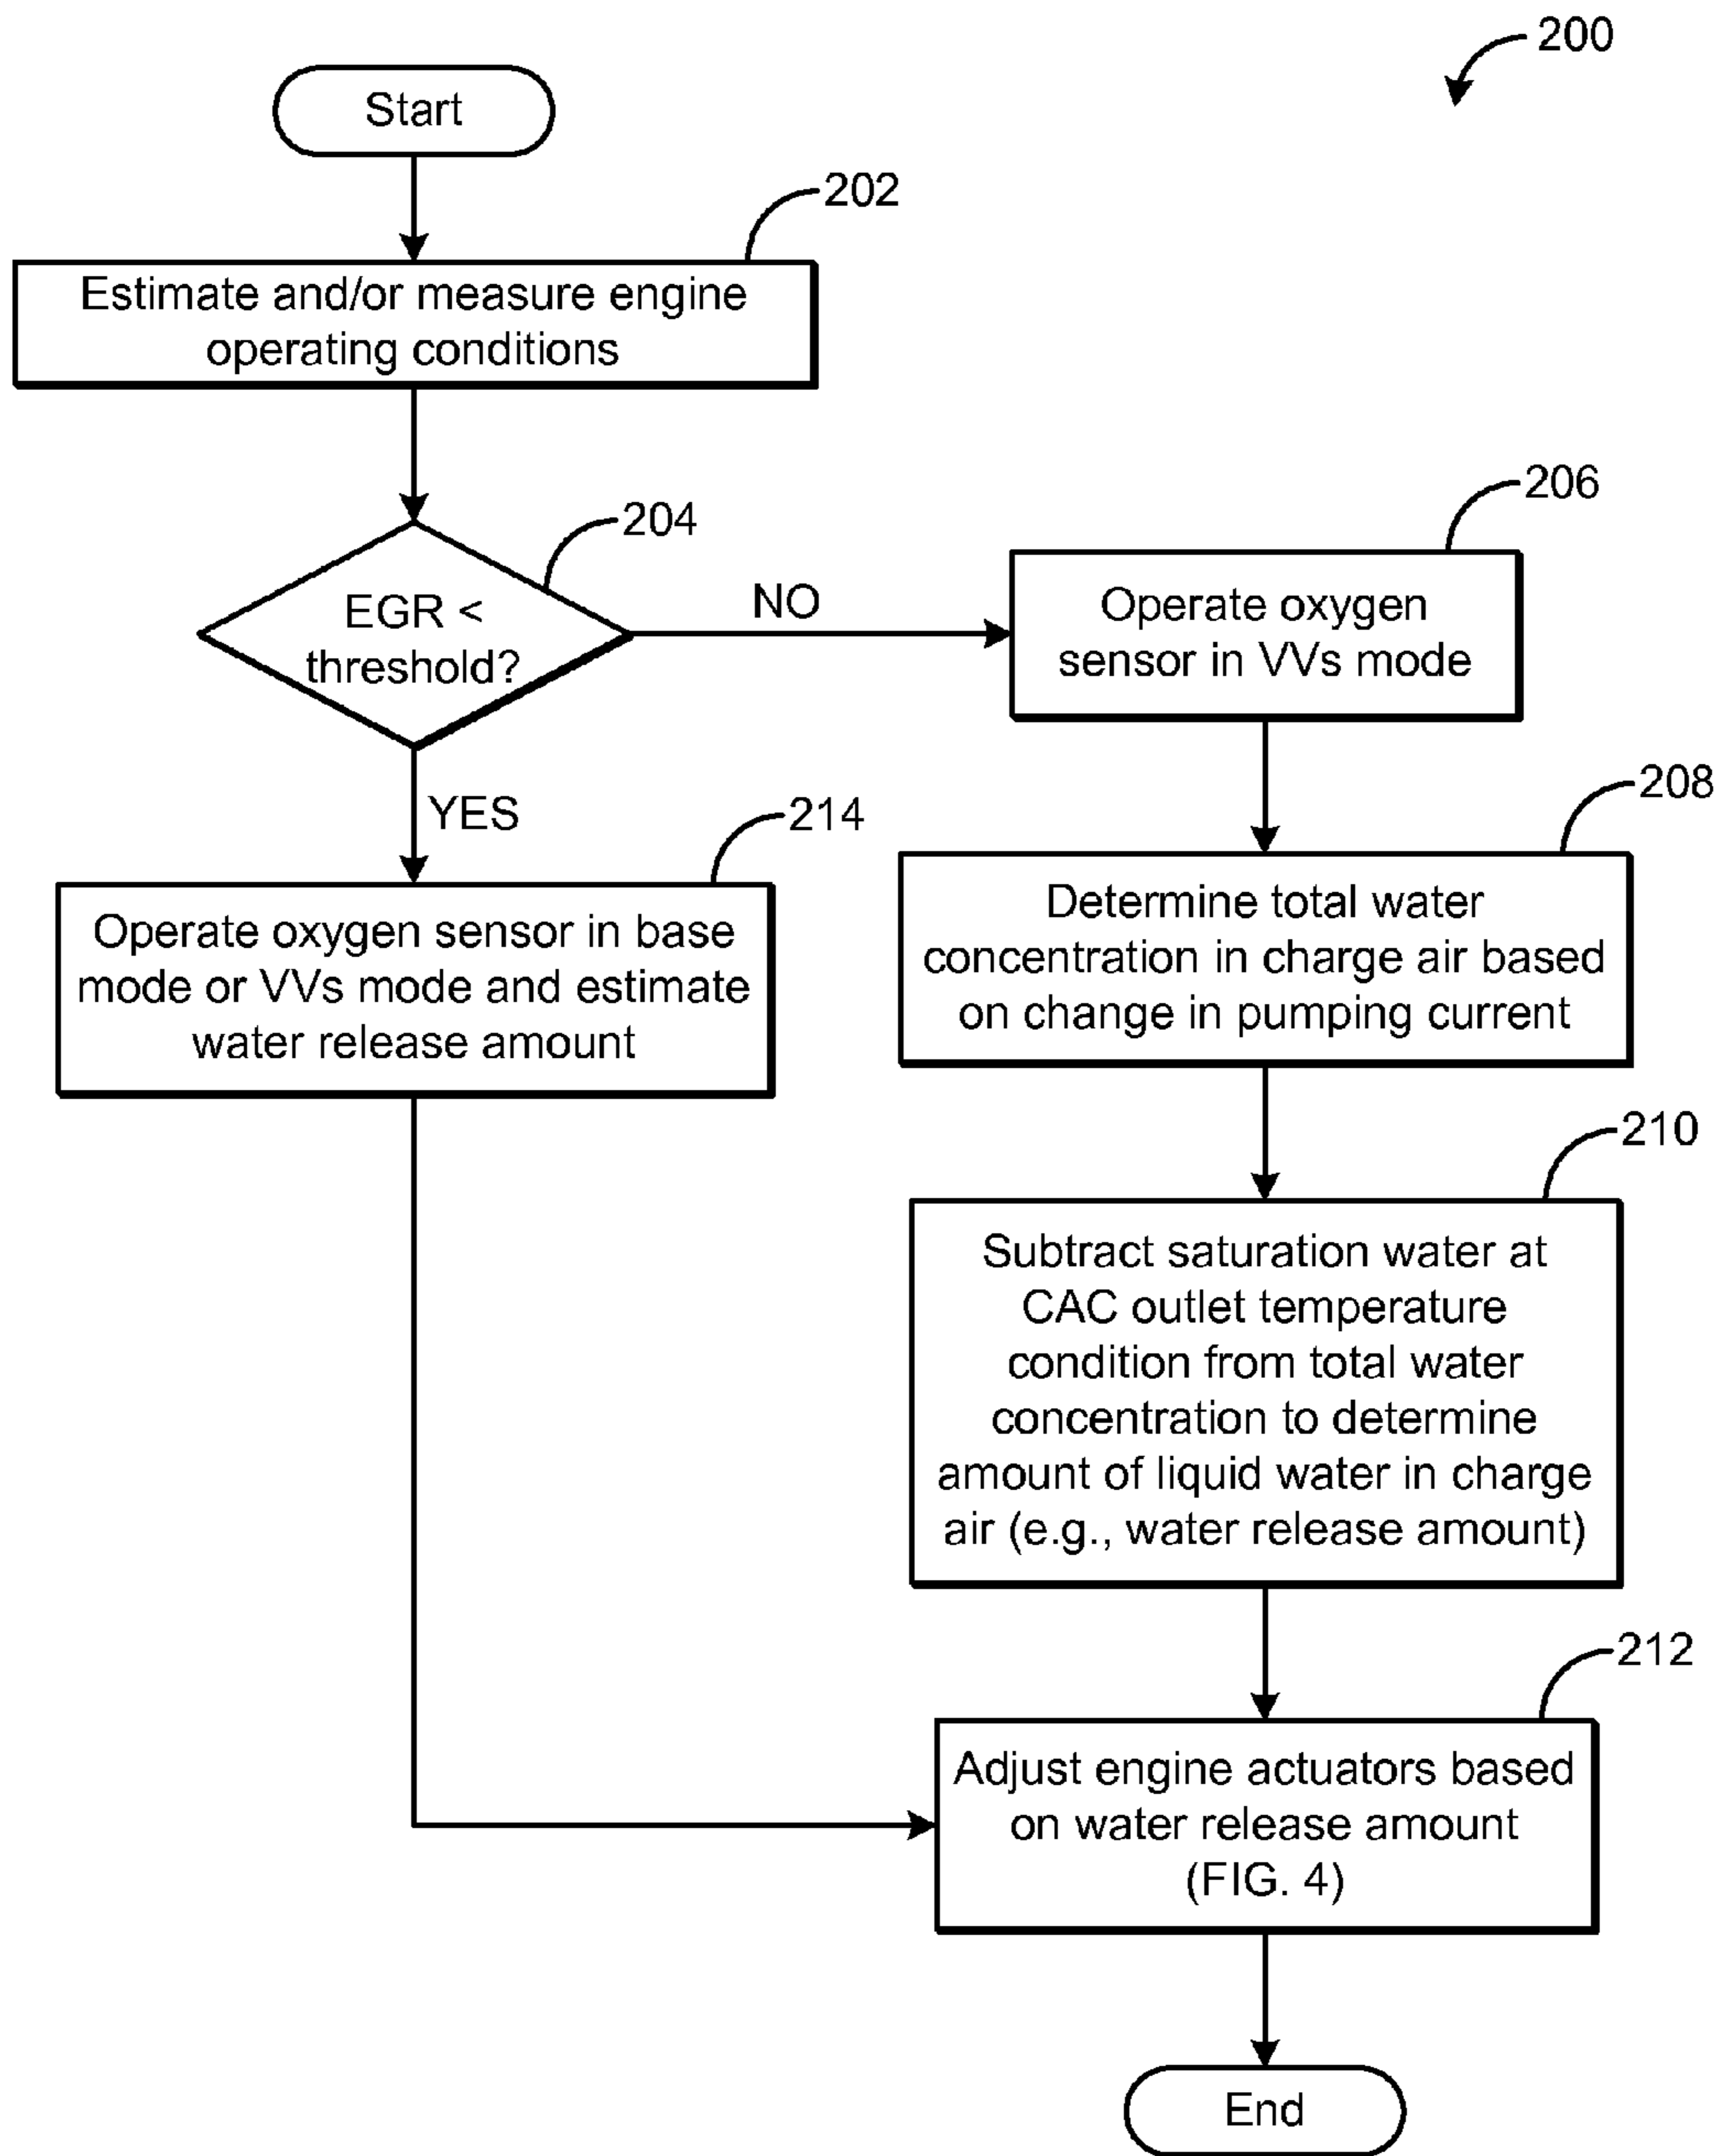 200
Start
202
Estimate and/or measure engine
operating conditions
204
EGR <
threshold?
NO
206
Operate oxygen
sensor in VVs mode
YES
208
Determine total water
concentration in charge air based
on change in pumping current
214
Operate oxygen sensor in base
mode or VVs mode and estimate
water release amount
210
Subtract saturation water at
CAC outlet temperature
condition from total water
concentration to determine
amount of liquid water in charge
air (e.g., water release amount)
212
Adjust engine actuators based
on water release amount
(FIG. 4)
End